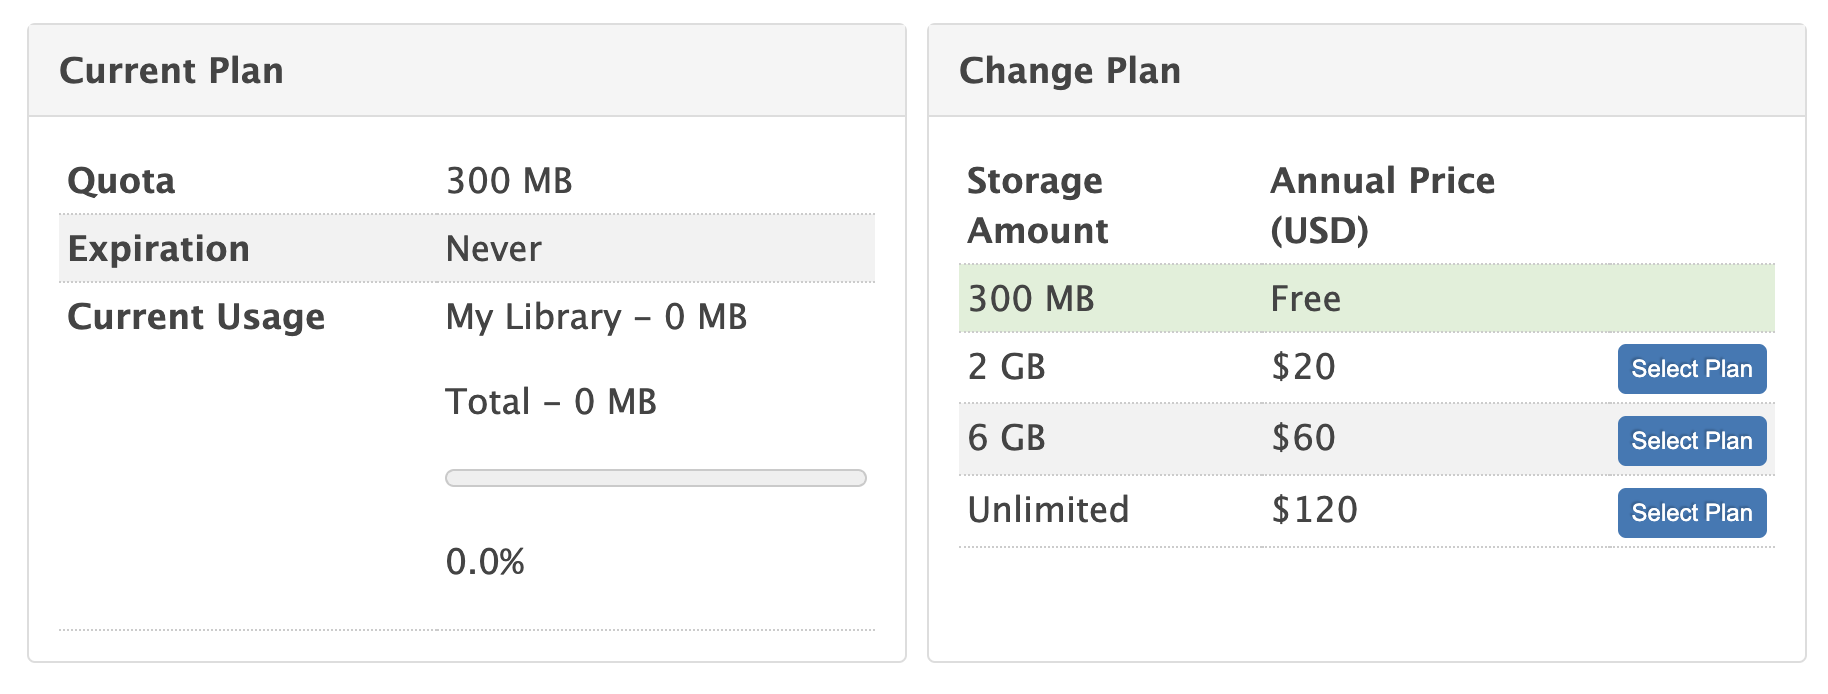 Current Plan
Quota 300 MB
Expiration Never
Current Usage My Library – 0 MB
Total – 0 MB
0.0%
Change Plan
Storage Amount Annual Price (USD)
300 MB Free
2 GB $20 Select Plan
6 GB $60 Select Plan
Unlimited $120 Select Plan